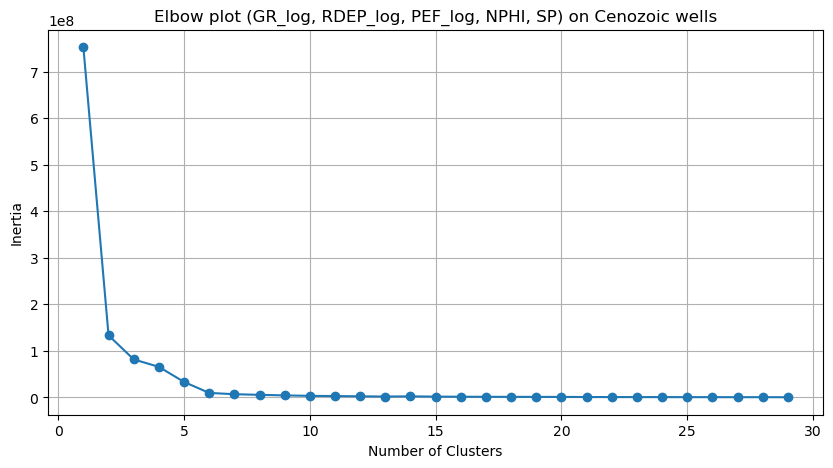 Elbow plot (GR_log, RDEP_log, PEF_log, NPHI, SP) on Cenozoic wells
1e8
7
6
5
4
3
2
1
0
Inertia
0 5 10 15 20 25 30
Number of Clusters